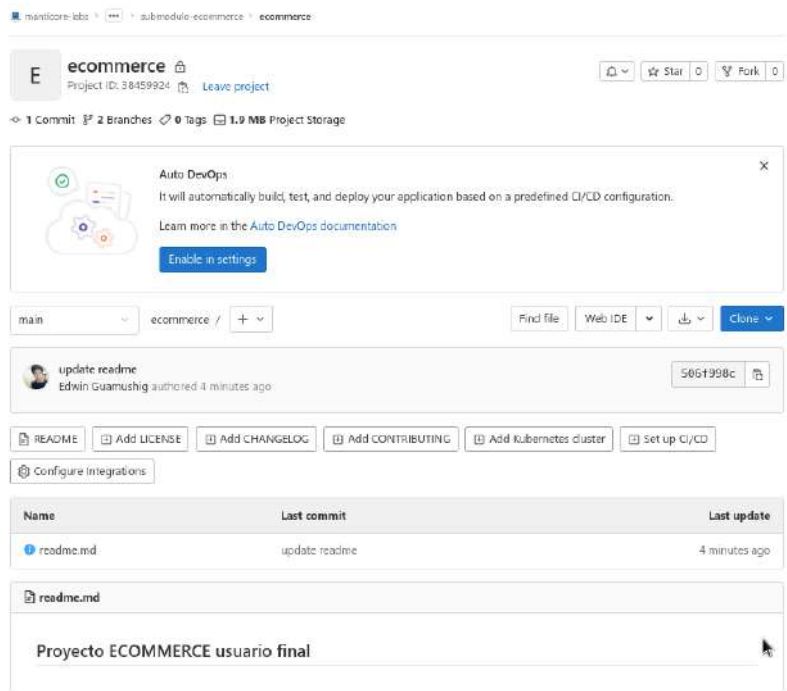 manticore-labs > ... > submodulo-ecommerce > ecommerce
E
ecommerce
Project ID: 38459924 Leave project
Star 0 Fork 0
1 Commit 2 Branches 0 Tags 1.9 MB Project Storage
Auto DevOps
It will automatically build, test, and deploy your application based on a predefined CI/CD configuration.
Learn more in the Auto DevOps documentation
Enable in settings
main ecommerce / + Find file Web IDE Clone
update readme
Edwin Guamushig authored 4 minutes ago
506f998c
README Add LICENSE Add CHANGELOG Add CONTRIBUTING Add Kubernetes cluster Set up CI/CD
Configure Integrations
Name Last commit Last update
readme.md update readme 4 minutes ago
readme.md
Proyecto ECOMMERCE usuario final